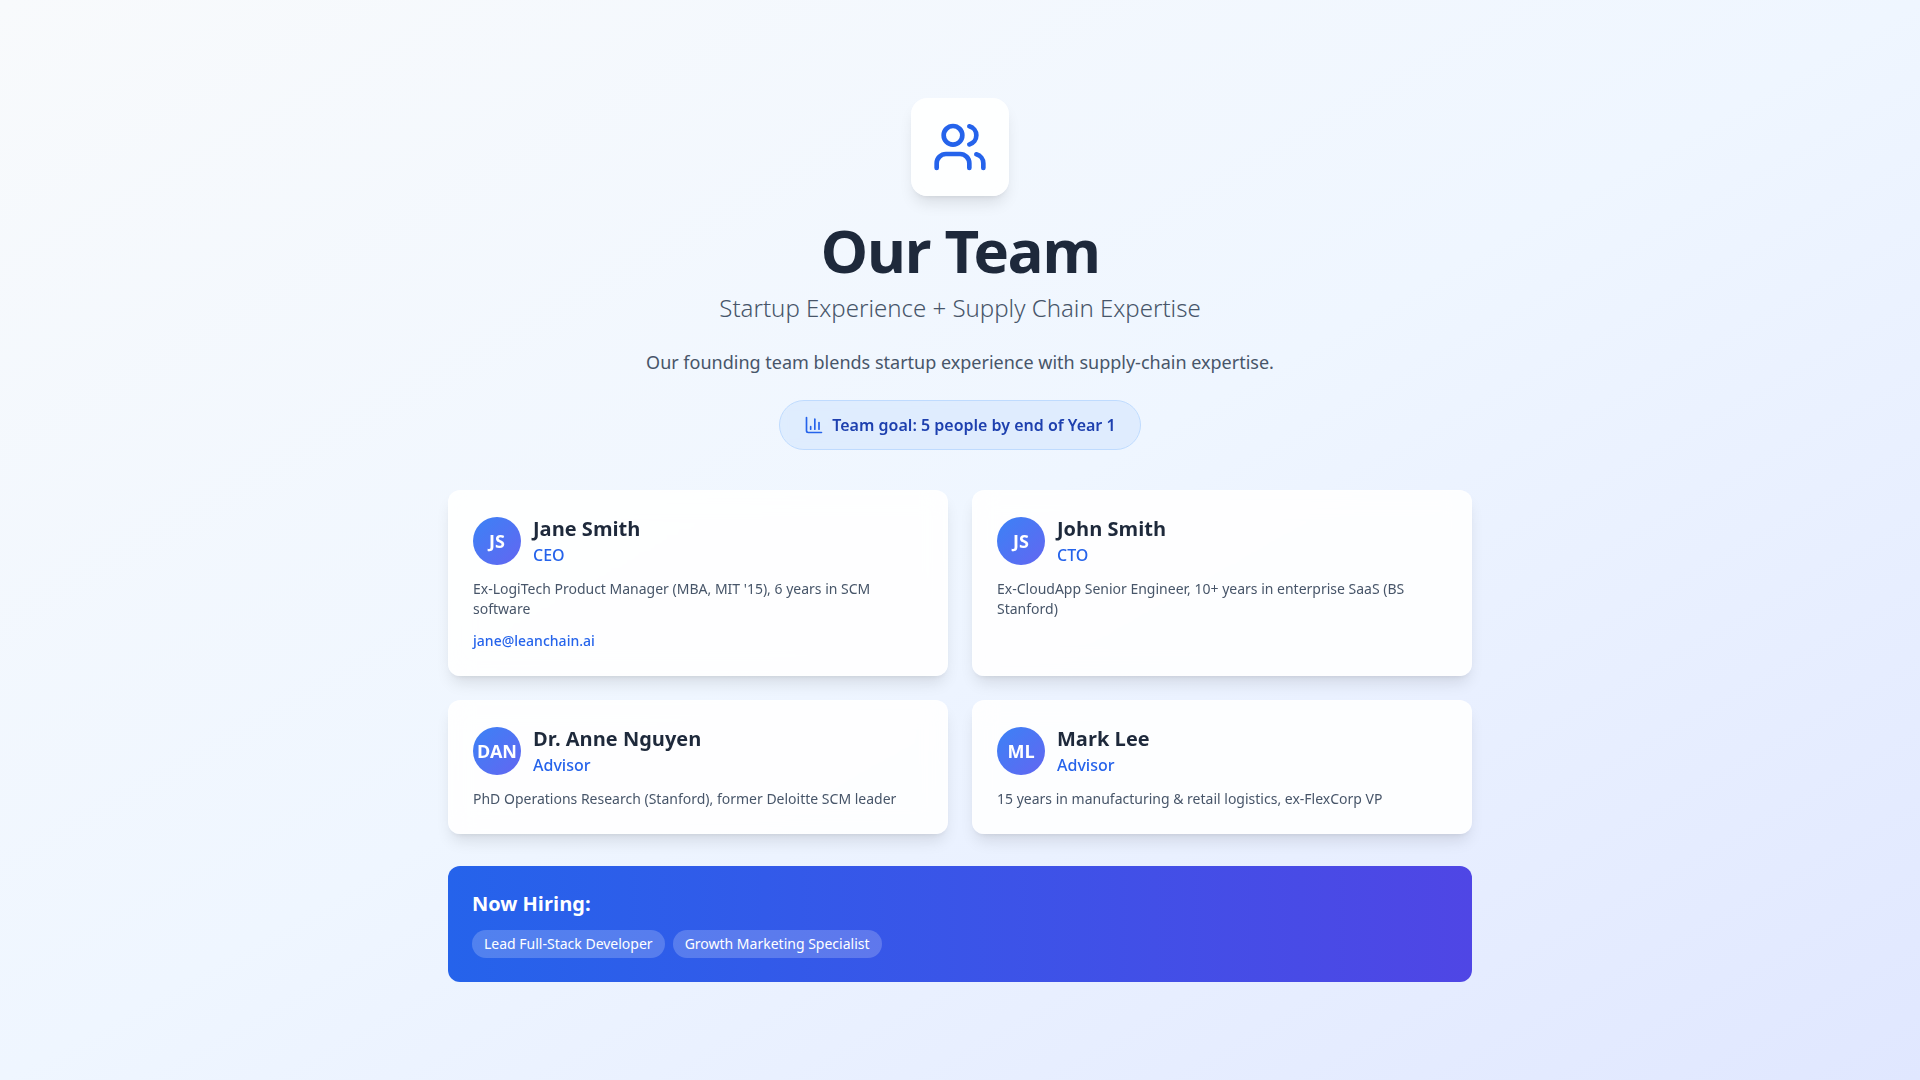 Our Team
Startup Experience + Supply Chain Expertise
Our founding team blends startup experience with supply-chain expertise.
Team goal: 5 people by end of Year 1
JS
Jane Smith
CEO
Ex-LogiTech Product Manager (MBA, MIT '15), 6 years in SCM
software
jane@leanchain.ai
JS
John Smith
CTO
Ex-CloudApp Senior Engineer, 10+ years in enterprise SaaS (BS
Stanford)
DAN
Dr. Anne Nguyen
Advisor
PhD Operations Research (Stanford), former Deloitte SCM leader
ML
Mark Lee
Advisor
15 years in manufacturing & retail logistics, ex-FlexCorp VP
Now Hiring:
Lead Full-Stack Developer
Growth Marketing Specialist